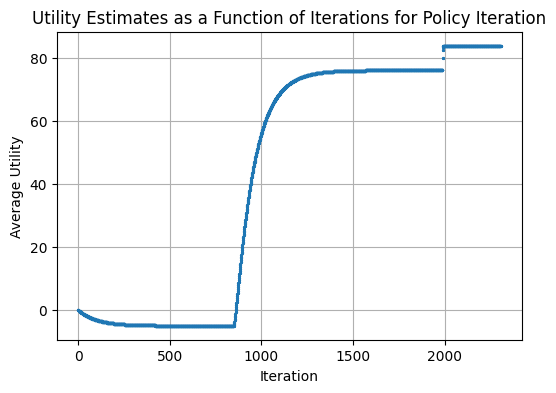 Utility Estimates as a Function of Iterations for Policy Iteration
Average Utility
80
60
40
20
0
0 500 1000 1500 2000
Iteration